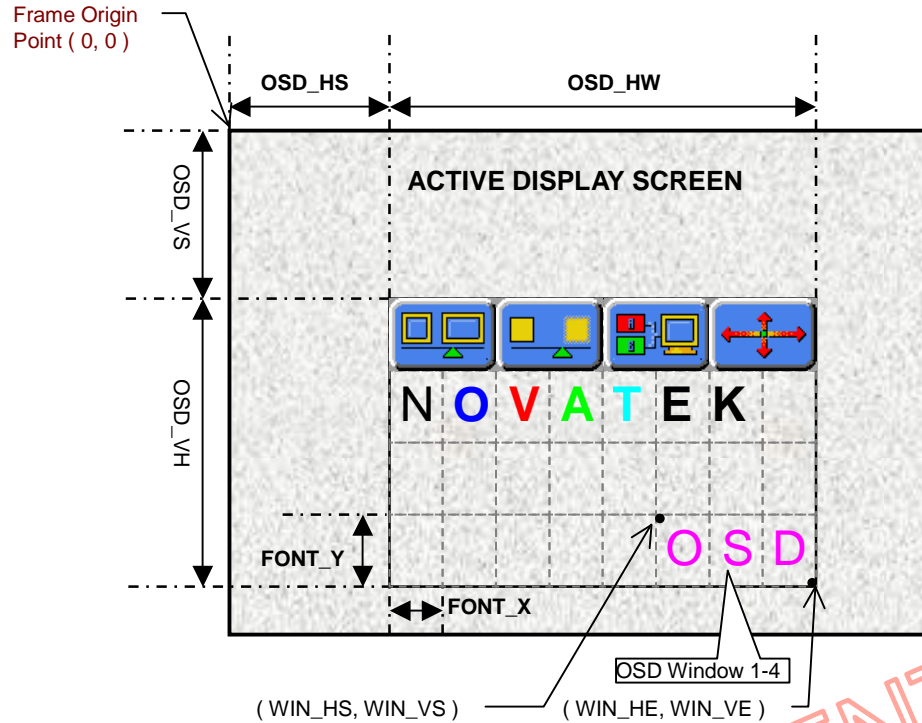 Frame Origin
Point ( 0, 0 )
OSD_HS
OSD_HW
ACTIVE DISPLAY SCREEN
OSD_VS
OSD_VH
N O V A T E K
FONT_Y
O S D
FONT_X
OSD Window 1-4
( WIN_HS, WIN_VS )
( WIN_HE, WIN_VE )